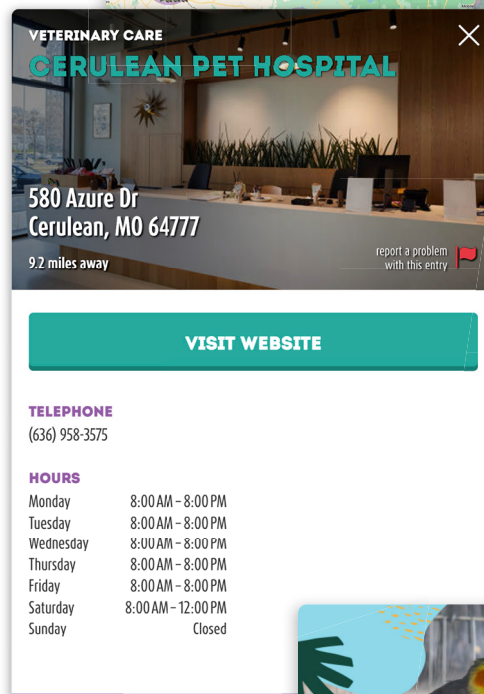 VETERINARY CARE
CERULEAN PET HOSPITAL
580 Azure Dr
Cerulean, MO 64777
9.2 miles away
report a problem
with this entry
VISIT WEBSITE
TELEPHONE
(636) 958-3575
HOURS
Monday 8:00 AM – 8:00 PM
Tuesday 8:00 AM – 8:00 PM
Wednesday 8:00 AM – 8:00 PM
Thursday 8:00 AM – 8:00 PM
Friday 8:00 AM – 8:00 PM
Saturday 8:00 AM – 12:00 PM
Sunday Closed